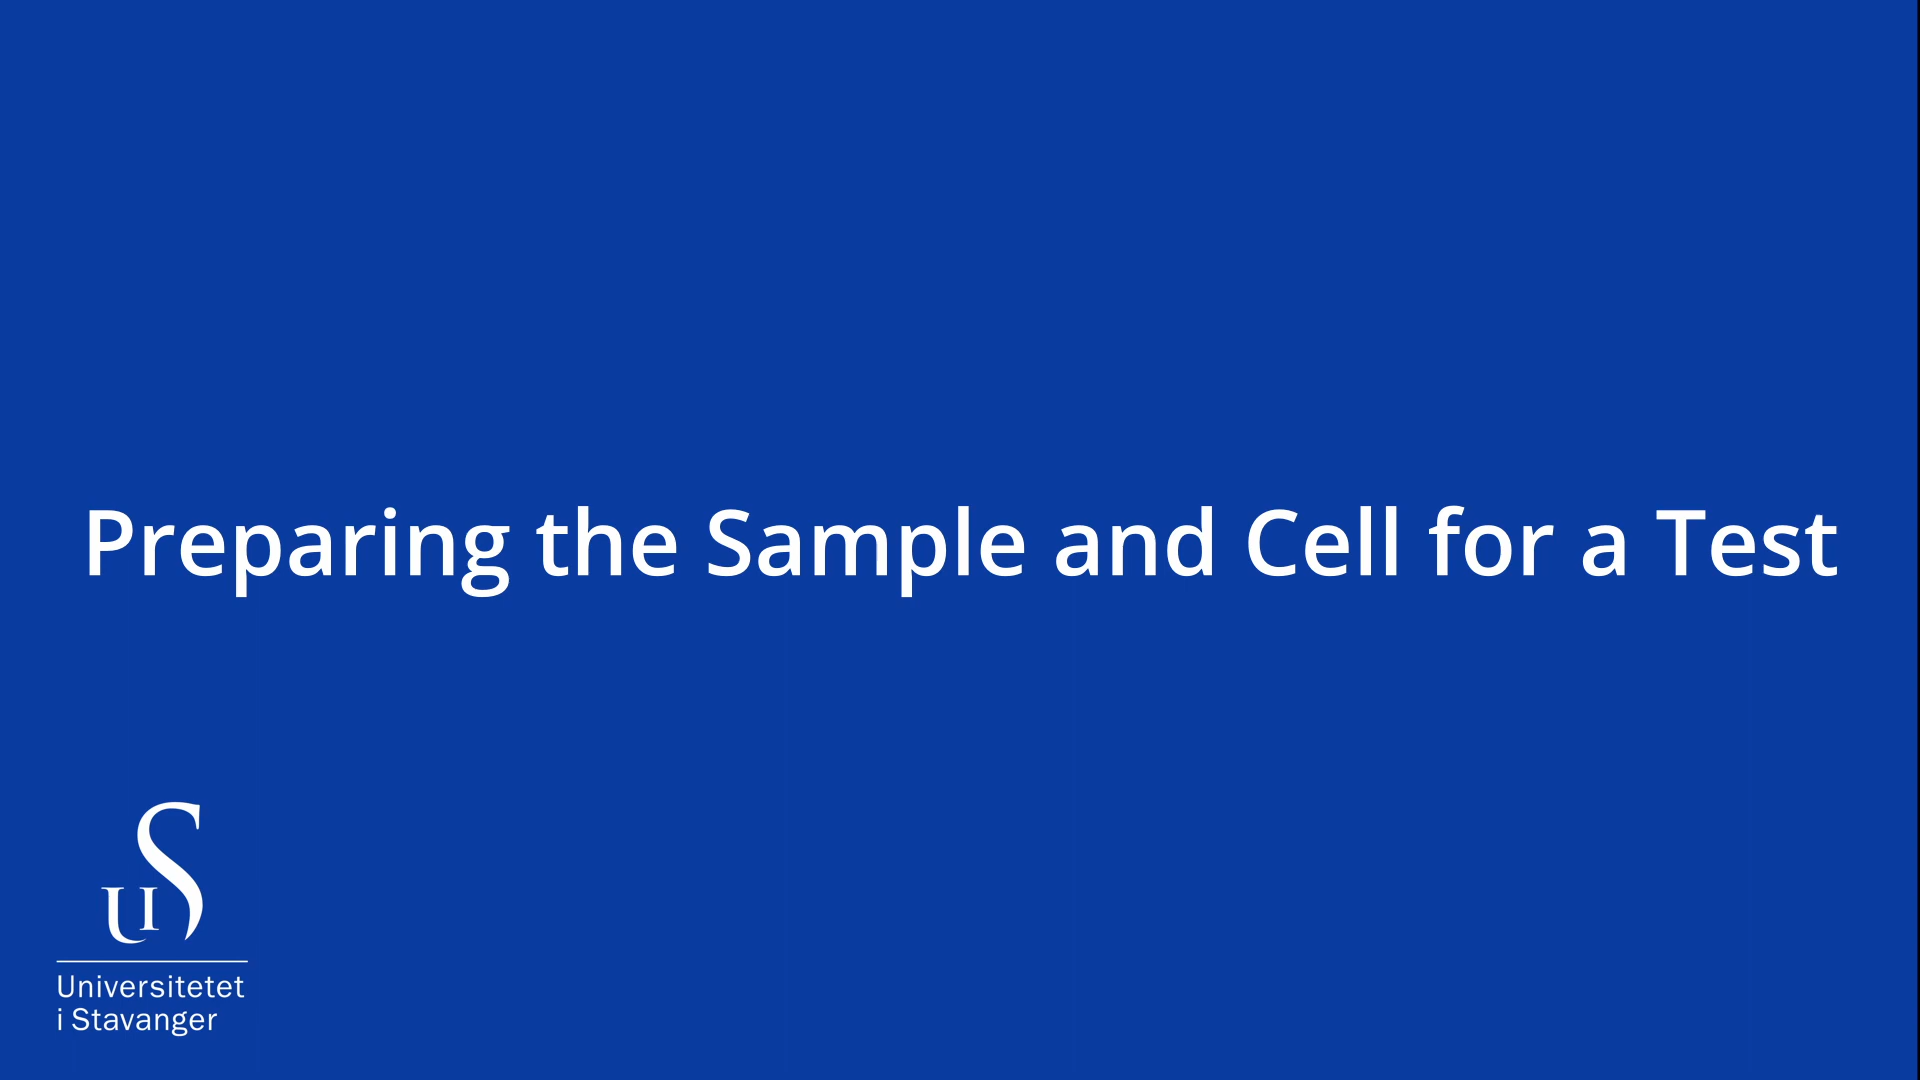 Preparing the Sample and Cell for a Test
uiS
Universitetet
i Stavanger